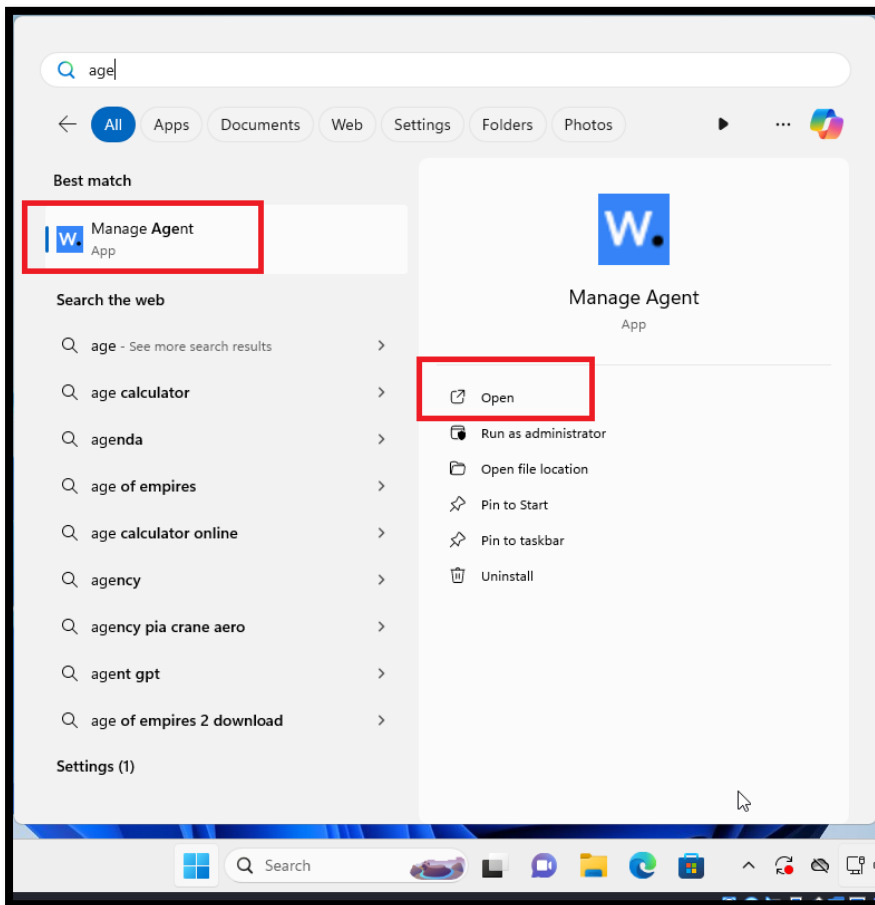 age
All Apps Documents Web Settings Folders Photos
Best match
W. Manage Agent
App
Search the web
age - See more search results
age calculator
agenda
age of empires
age calculator online
agency
agency pia crane aero
agent gpt
age of empires 2 download
Settings (1)
W.
Manage Agent
App
Open
Run as administrator
Open file location
Pin to Start
Pin to taskbar
Uninstall
Search